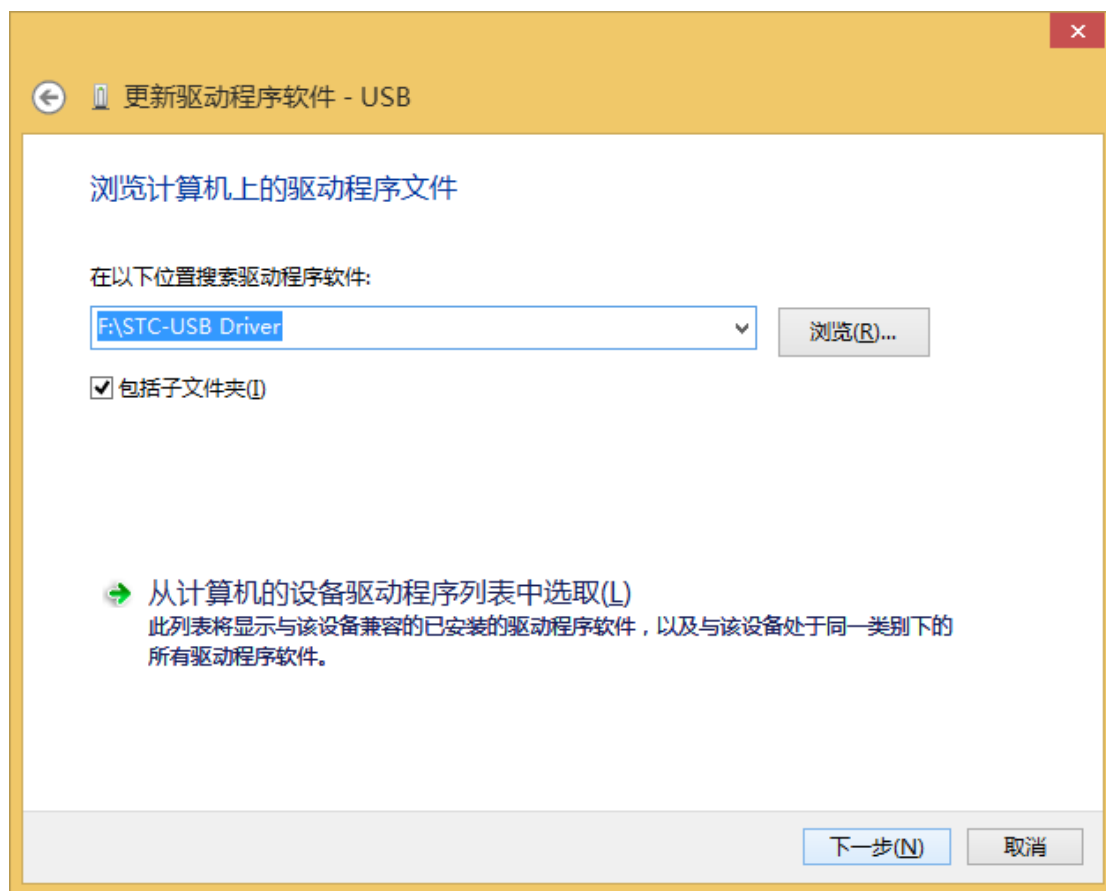 更新驱动程序软件 - USB
浏览计算机上的驱动程序文件
在以下位置搜索驱动程序软件:
F:\STC-USB Driver
浏览(R)...
包括子文件夹(I)
从计算机的设备驱动程序列表中选取(L)
此列表将显示与该设备兼容的已安装的驱动程序软件，以及与该设备处于同一类别下的
所有驱动程序软件。
下一步(N)
取消